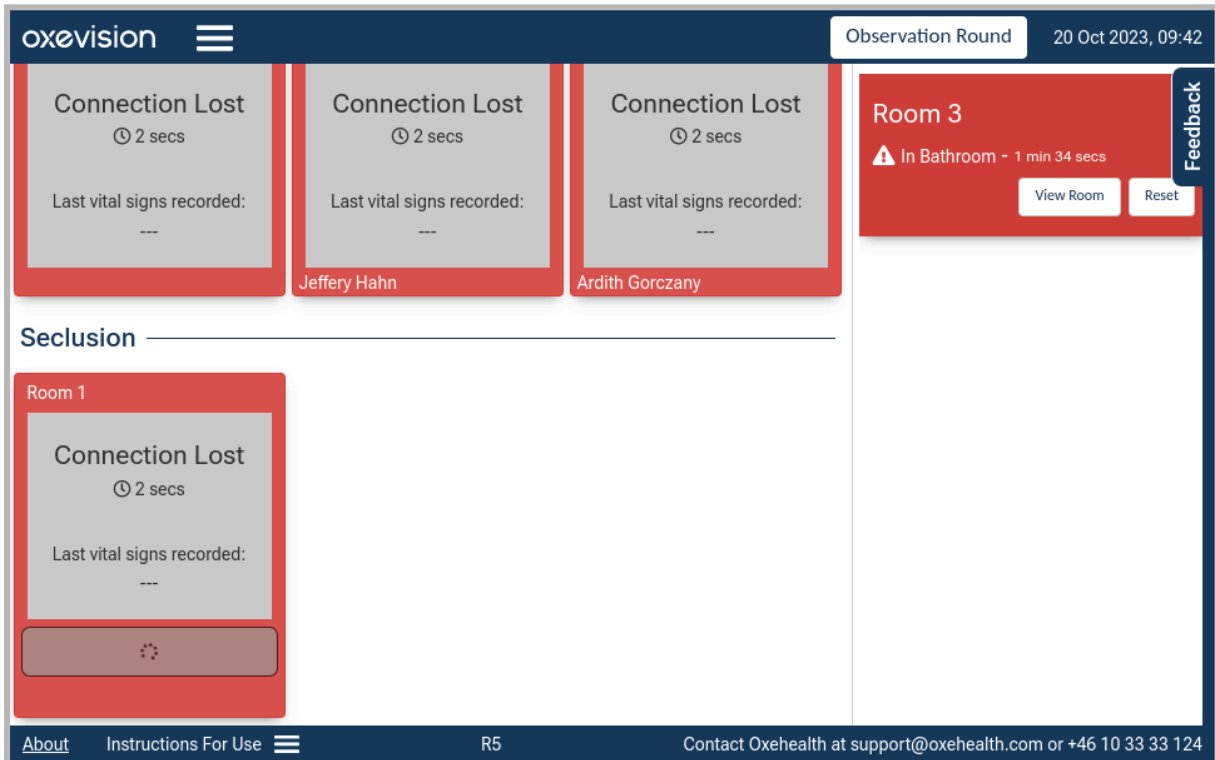 oxevision
Observation Round
20 Oct 2023, 09:42
Connection Lost
2 secs
Last vital signs recorded:
---
Connection Lost
2 secs
Last vital signs recorded:
---
Jeffery Hahn
Connection Lost
2 secs
Last vital signs recorded:
---
Ardith Gorczany
Room 3
In Bathroom - 1 min 34 secs
View Room
Reset
Feedback
Seclusion
Room 1
Connection Lost
2 secs
Last vital signs recorded:
---
About
Instructions For Use
R5
Contact Oxehealth at support@oxehealth.com or +46 10 33 33 124